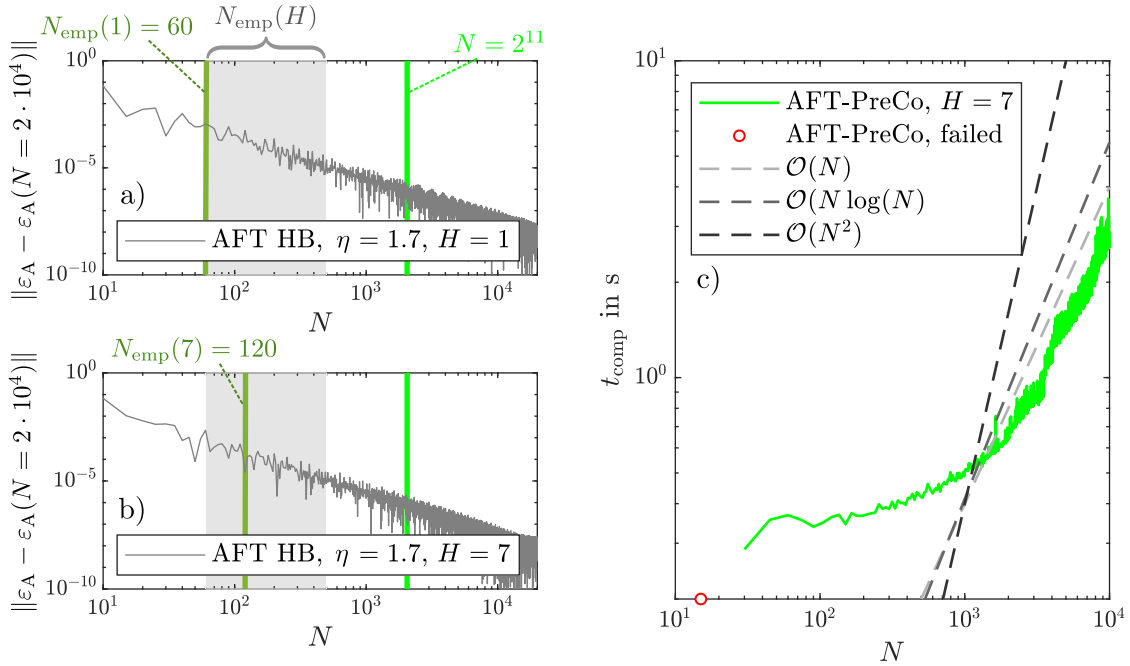 N_emp(1) = 60
N_emp(H)
N = 2^11
‖ε_A − ε_A(N = 2 · 10^4)‖
10^0
10^-5
10^-10
a)
AFT HB, η = 1.7, H = 1
10^1
10^2
10^3
10^4
N
N_emp(7) = 120
‖ε_A − ε_A(N = 2 · 10^4)‖
10^0
10^-5
10^-10
b)
AFT HB, η = 1.7, H = 7
10^1
10^2
10^3
10^4
N
t_comp in s
10^1
10^0
AFT-PreCo, H = 7
AFT-PreCo, failed
O(N)
O(N log(N)
O(N^2)
c)
10^1
10^2
10^3
10^4
N